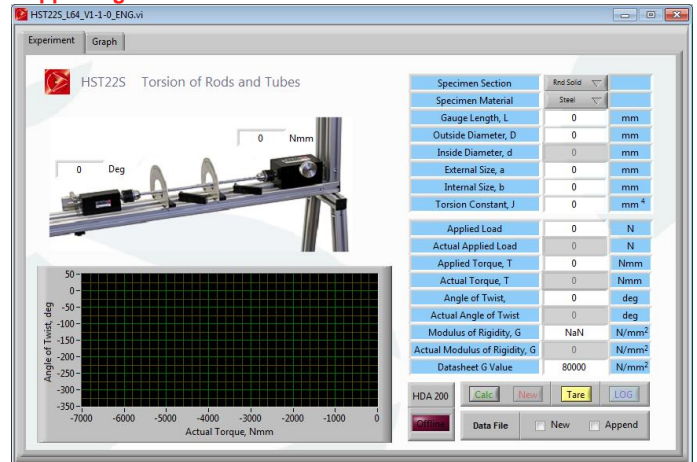 HST22S_L64_V1-1-0_ENG.vi
Experiment Graph
HST22S Torsion of Rods and Tubes
0 Nmm
0 Deg
Specimen Section Rnd Solid
Specimen Material Steel
Gauge Length, L 0 mm
Outside Diameter, D 0 mm
Inside Diameter, d 0 mm
External Size, a 0 mm
Internal Size, b 0 mm
Torsion Constant, J 0 mm 4
Applied Load 0 N
Actual Applied Load 0 N
Applied Torque, T 0 Nmm
Actual Torque, T 0 Nmm
Angle of Twist, 0 deg
Actual Angle of Twist 0 deg
Modulus of Rigidity, G NaN N/mm2
Actual Modulus of Rigidity, G 0 N/mm2
Datasheet G Value 80000 N/mm2
Angle of Twist, deg
50
0
-50
-100
-150
-200
-250
-300
-350
-7000 -6000 -5000 -4000 -3000 -2000 -1000 0
Actual Torque, Nmm
HDA 200 Calc New Tare LOG
Offline Data File New Append